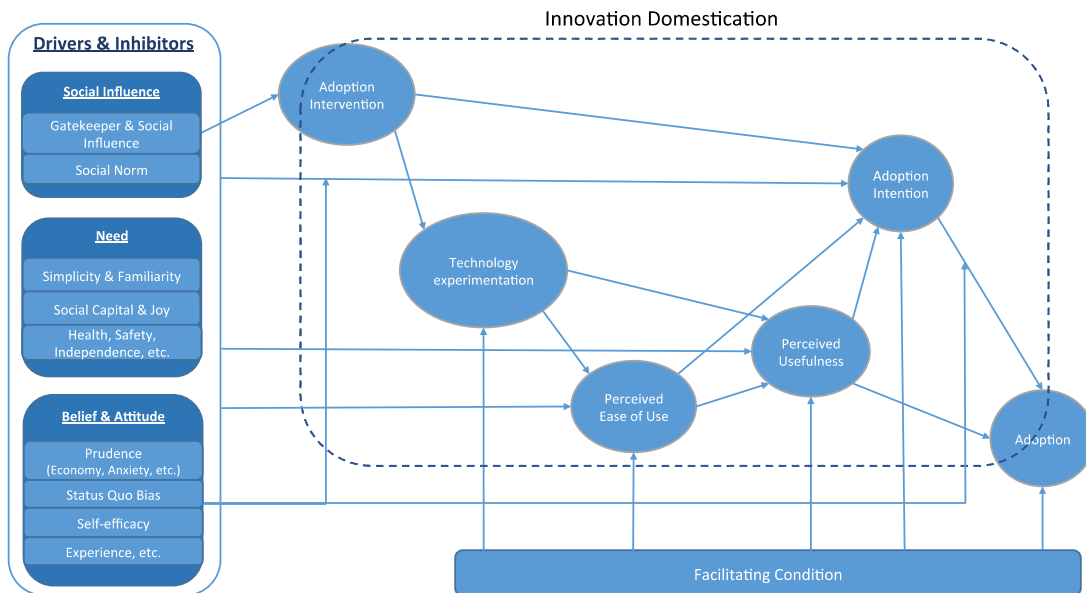 Innovation Domestication
Drivers & Inhibitors
Social Influence
Gatekeeper & Social
Influence
Social Norm
Need
Simplicity & Familiarity
Social Capital & Joy
Health, Safety,
Independence, etc.
Belief & Attitude
Prudence
(Economy, Anxiety, etc.)
Status Quo Bias
Self-efficacy
Experience, etc.
Adoption
Intervention
Technology
experimentation
Perceived
Ease of Use
Perceived
Usefulness
Adoption
Intention
Adoption
Facilitating Condition